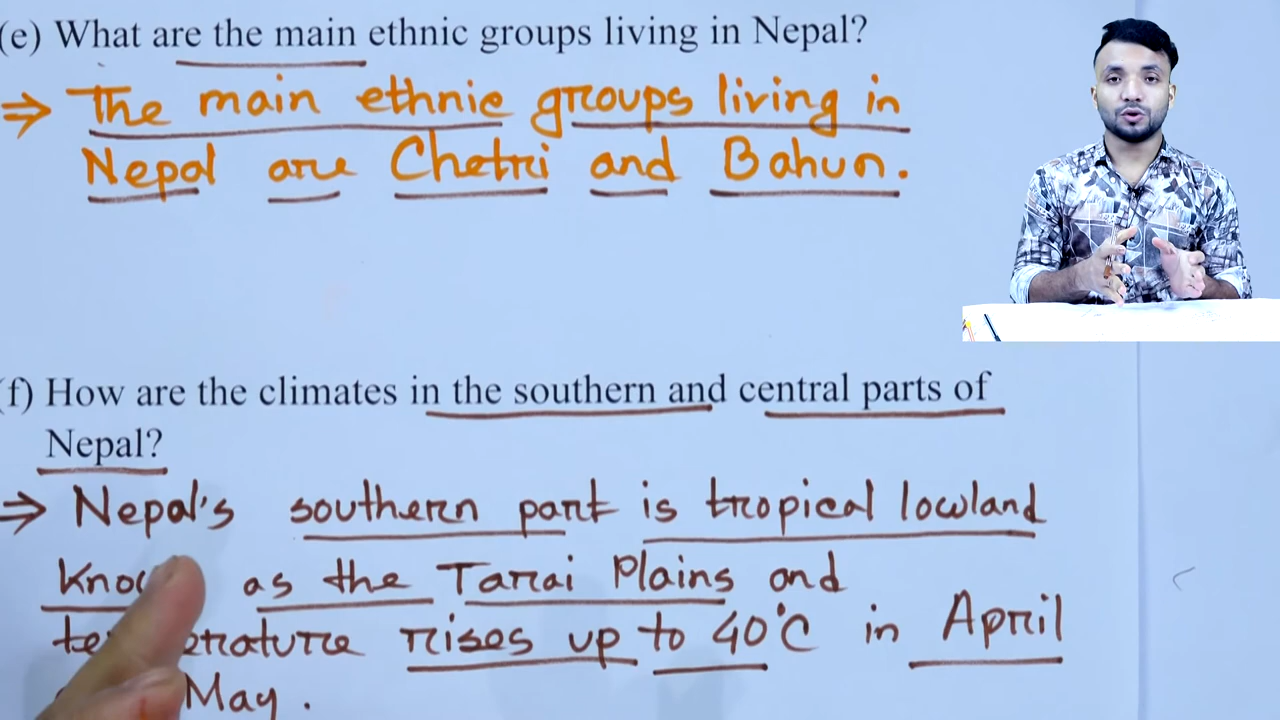 (e) What are the main ethnic groups living in Nepal?
⇒ The main ethnic groups living in
Nepal are Chetri and Bahun.
(f) How are the climates in the southern and central parts of
Nepal?
⇒ Nepal's southern part is tropical lowland
as the Tarai Plains and
rises up to 40°C in April
May.